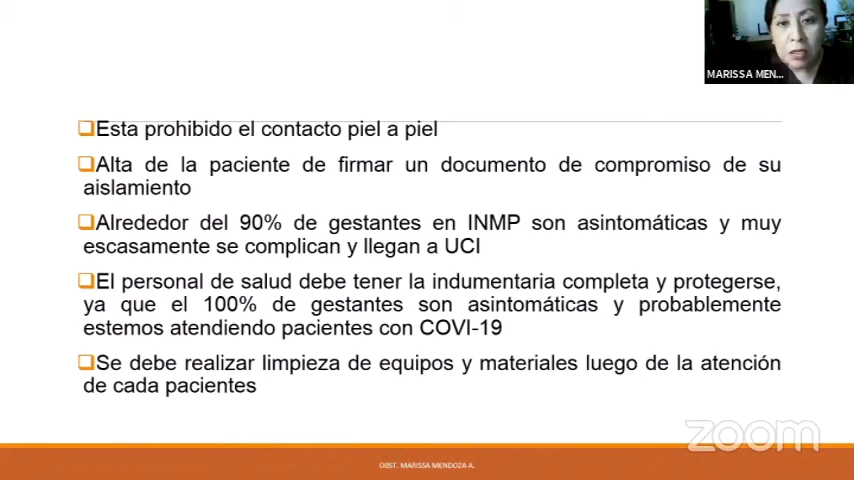 MARISSA MEN...
❑Esta prohibido el contacto piel a piel
❑Alta de la paciente de firmar un documento de compromiso de su
aislamiento
❑Alrededor del 90% de gestantes en INMP son asintomáticas y muy
escasamente se complican y llegan a UCI
❑El personal de salud debe tener la indumentaria completa y protegerse,
ya que el 100% de gestantes son asintomáticas y probablemente
estemos atendiendo pacientes con COVI-19
❑Se debe realizar limpieza de equipos y materiales luego de la atención
de cada pacientes
zoom
OBST. MARISSA MENDOZA A.